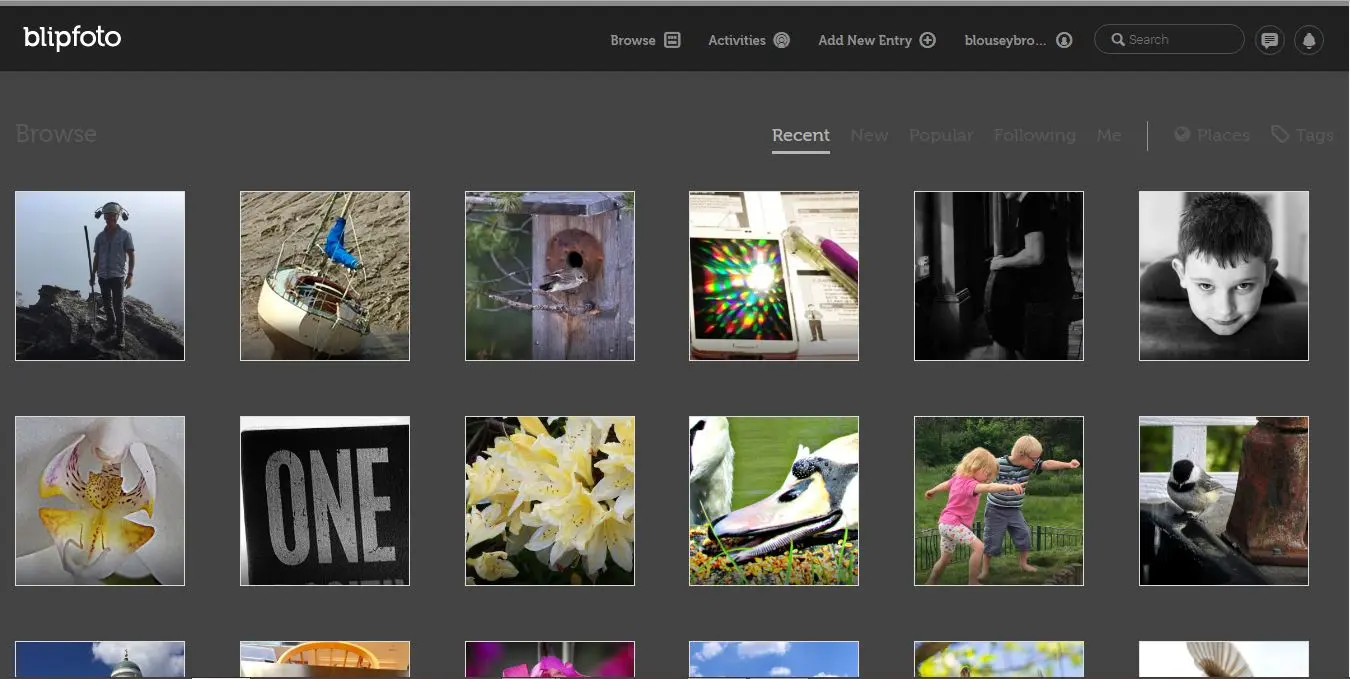 blipfoto
Browse Activities Add New Entry blouseybro... Search
Browse
Recent New Popular Following Me Places Tags
ONE